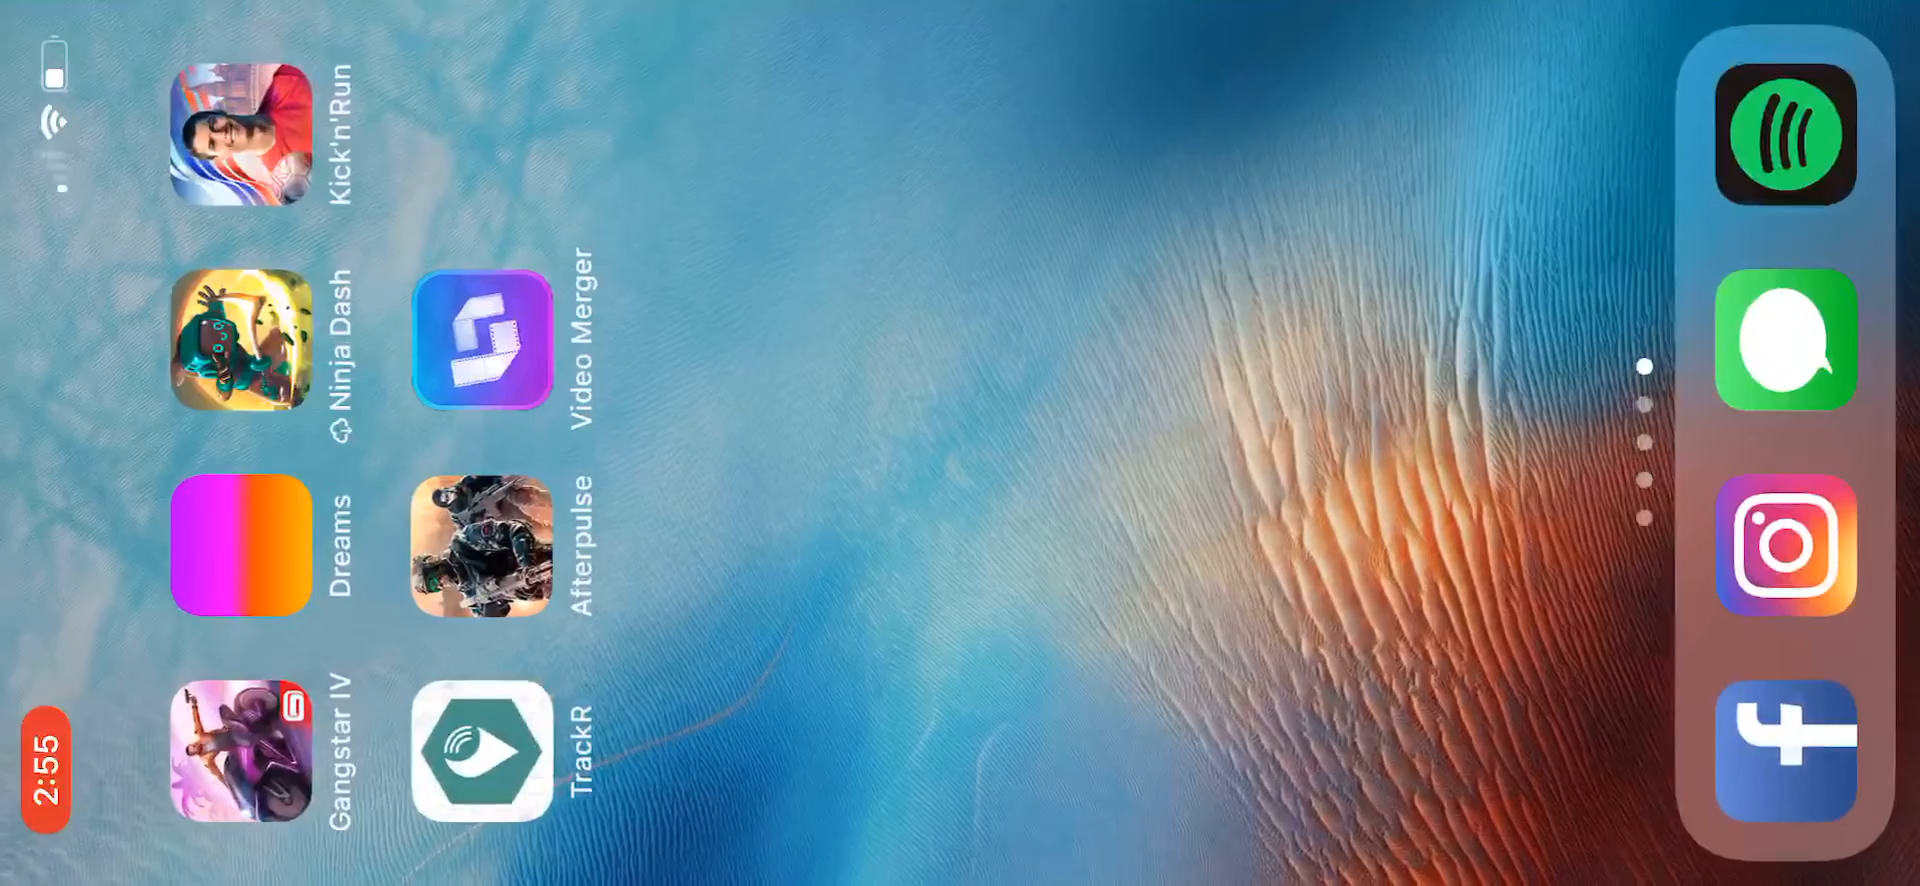 2:55
Gangstar IV
Dreams
Ninja Dash
Kick'n'Run
TrackR
Afterpulse
Video Merger